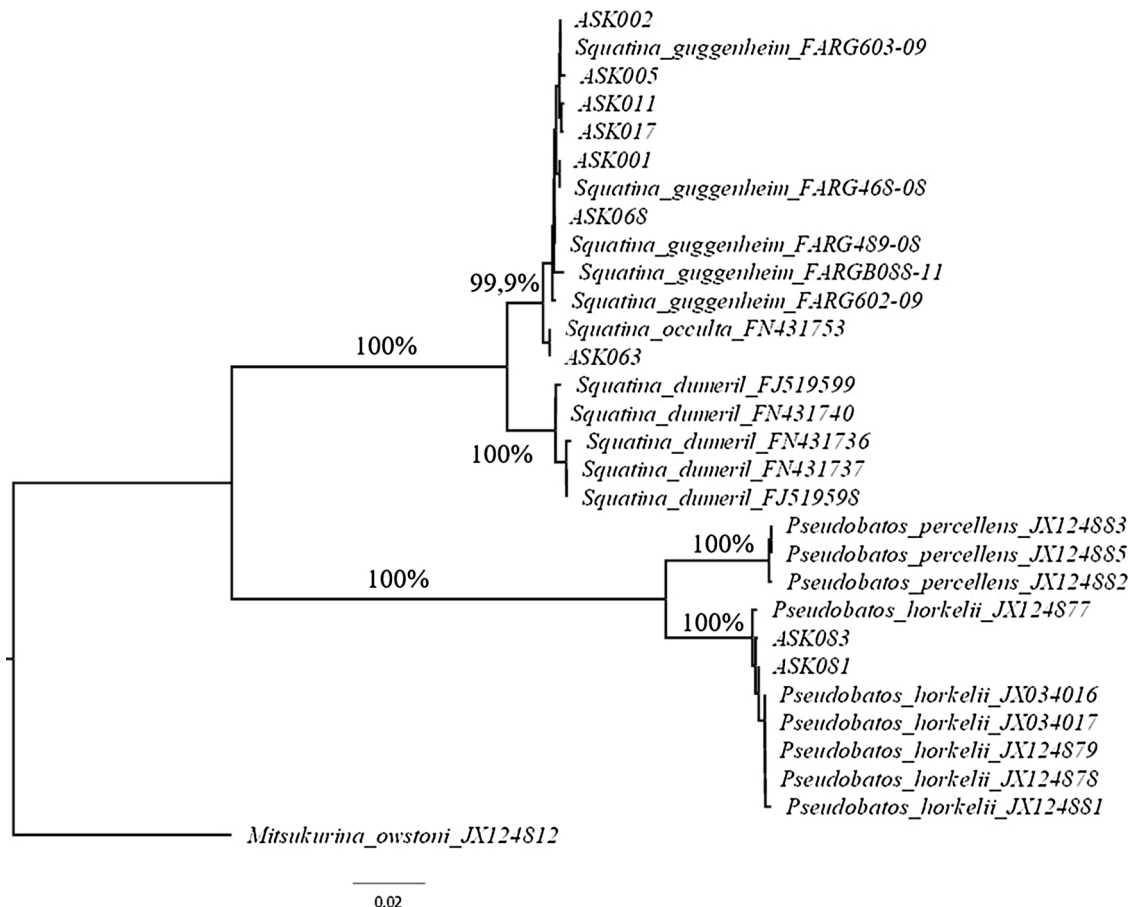 ASK002
Squatina_guggenheim_FARG603-09
ASK005
ASK011
ASK017
ASK001
Squatina_guggenheim_FARG468-08
ASK068
Squatina_guggenheim_FARG489-08
Squatina_guggenheim_FARGB088-11
99,9%
Squatina_guggenheim_FARG602-09
Squatina_occulta_FN431753
100%
ASK063
Squatina_dumeril_FJ519599
Squatina_dumeril_FN431740
Squatina_dumeril_FN431736
100%
Squatina_dumeril_FN431737
Squatina_dumeril_FJ519598
Pseudobatos_percellens_JX124883
100%
Pseudobatos_percellens_JX124885
100%
Pseudobatos_percellens_JX124882
Pseudobatos_horkelii_JX124877
100%
ASK083
ASK081
Pseudobatos_horkelii_JX034016
Pseudobatos_horkelii_JX034017
Pseudobatos_horkelii_JX124879
Pseudobatos_horkelii_JX124878
Pseudobatos_horkelii_JX124881
Mitsukurina_owstoni_JX124812
0.02